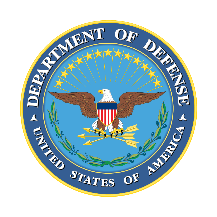 DEPARTMENT OF DEFENSE
UNITED STATES OF AMERICA